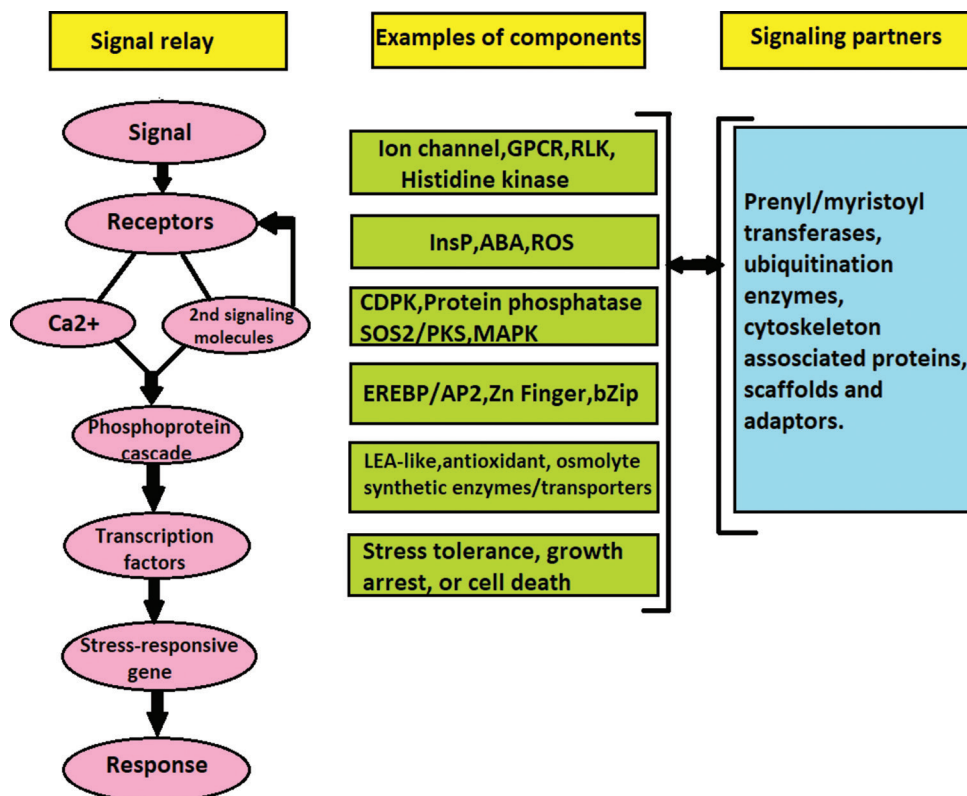 Signal relay
Examples of components
Signaling partners
Signal
Receptors
Ca2+
2nd signaling
molecules
Phosphoprotein
cascade
Transcription
factors
Stress-responsive
gene
Response
Ion channel,GPCR,RLK,
Histidine kinase
InsP,ABA,ROS
CDPK,Protein phosphatase
SOS2/PKS,MAPK
EREBP/AP2,Zn Finger,bZip
LEA-like,antioxidant, osmolyte
synthetic enzymes/transporters
Stress tolerance, growth
arrest, or cell death
Prenyl/myristoyl
transferases,
ubiquitination
enzymes,
cytoskeleton
assosciated proteins,
scaffolds and
adaptors.